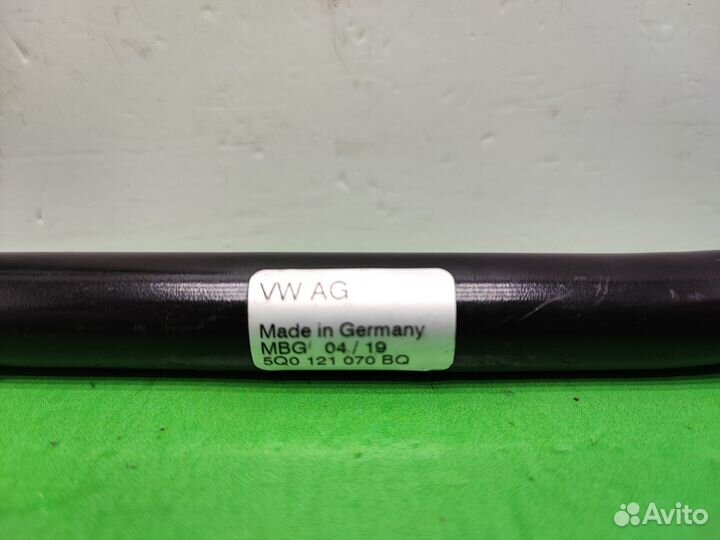 VW AG
Made in Germany
MBG 04/19
5Q0 121 070 BQ
Avito